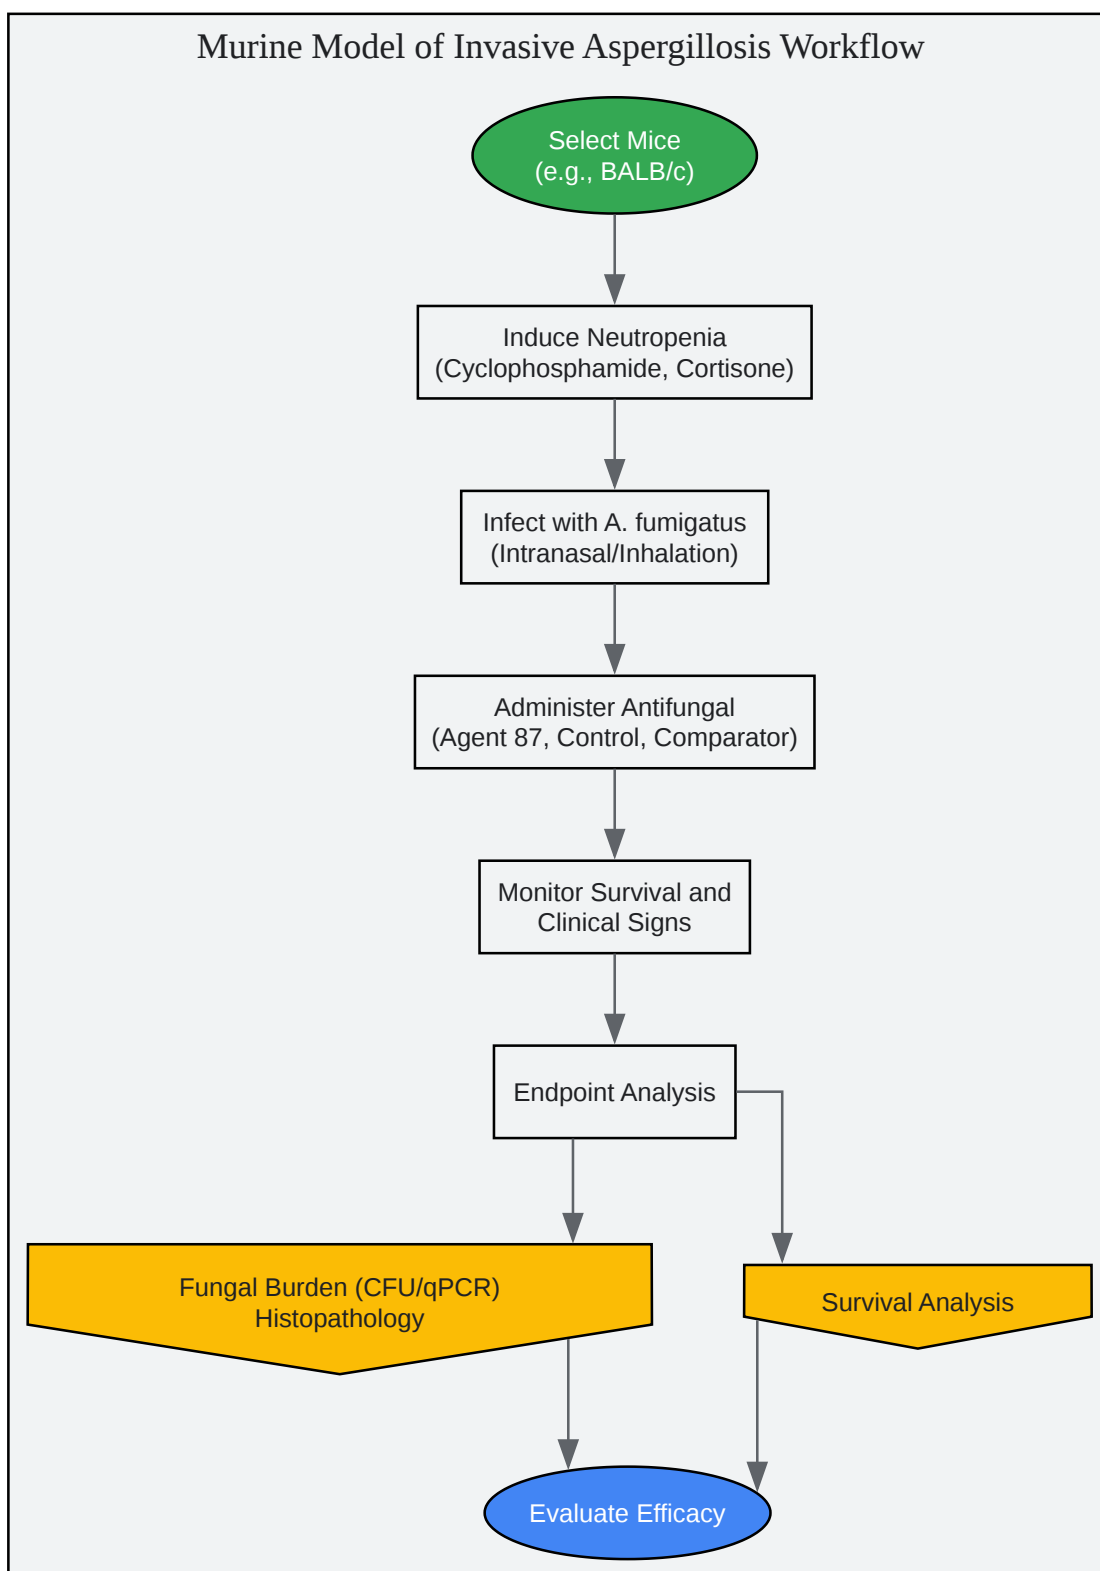 Murine Model of Invasive Aspergillosis Workflow
Select Mice
(e.g., BALB/c)
Induce Neutropenia
(Cyclophosphamide, Cortisone)
Infect with A. fumigatus
(Intranasal/Inhalation)
Administer Antifungal
(Agent 87, Control, Comparator)
Monitor Survival and
Clinical Signs
Endpoint Analysis
Fungal Burden (CFU/qPCR)
Histopathology
Survival Analysis
Evaluate Efficacy